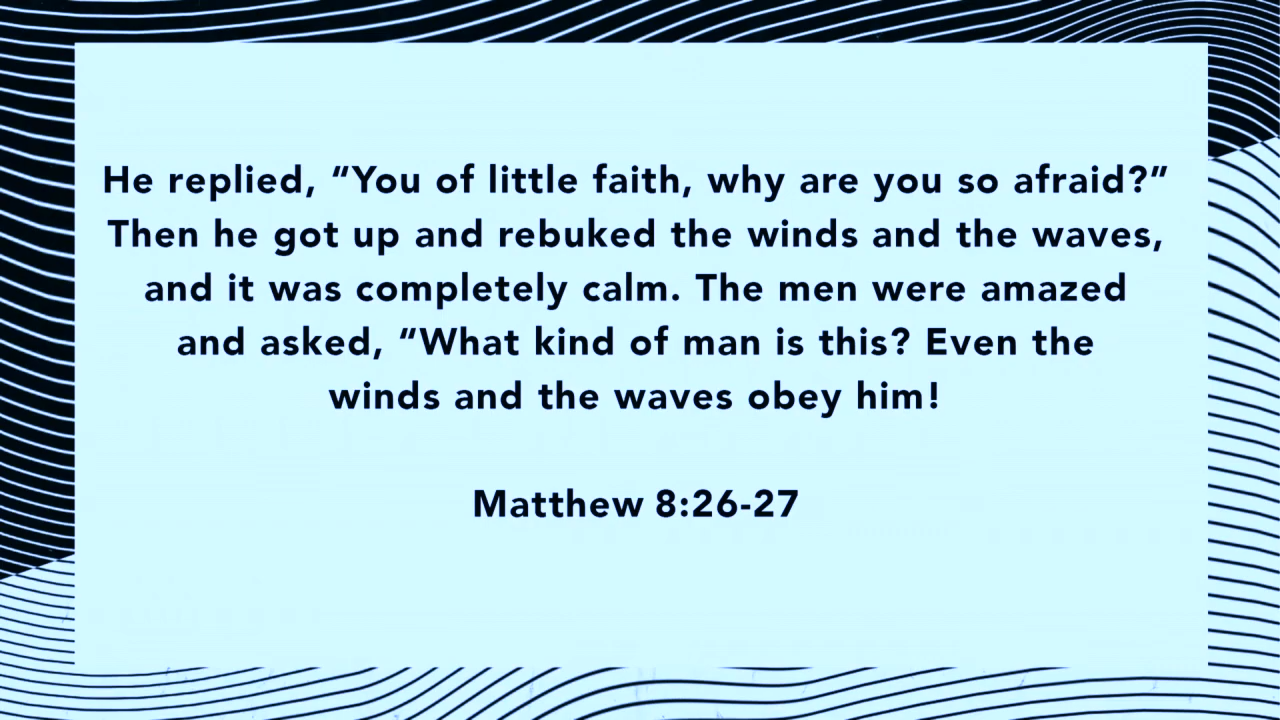 He replied, “You of little faith, why are you so afraid?”
Then he got up and rebuked the winds and the waves,
and it was completely calm. The men were amazed
and asked, “What kind of man is this? Even the
winds and the waves obey him!
Matthew 8:26-27